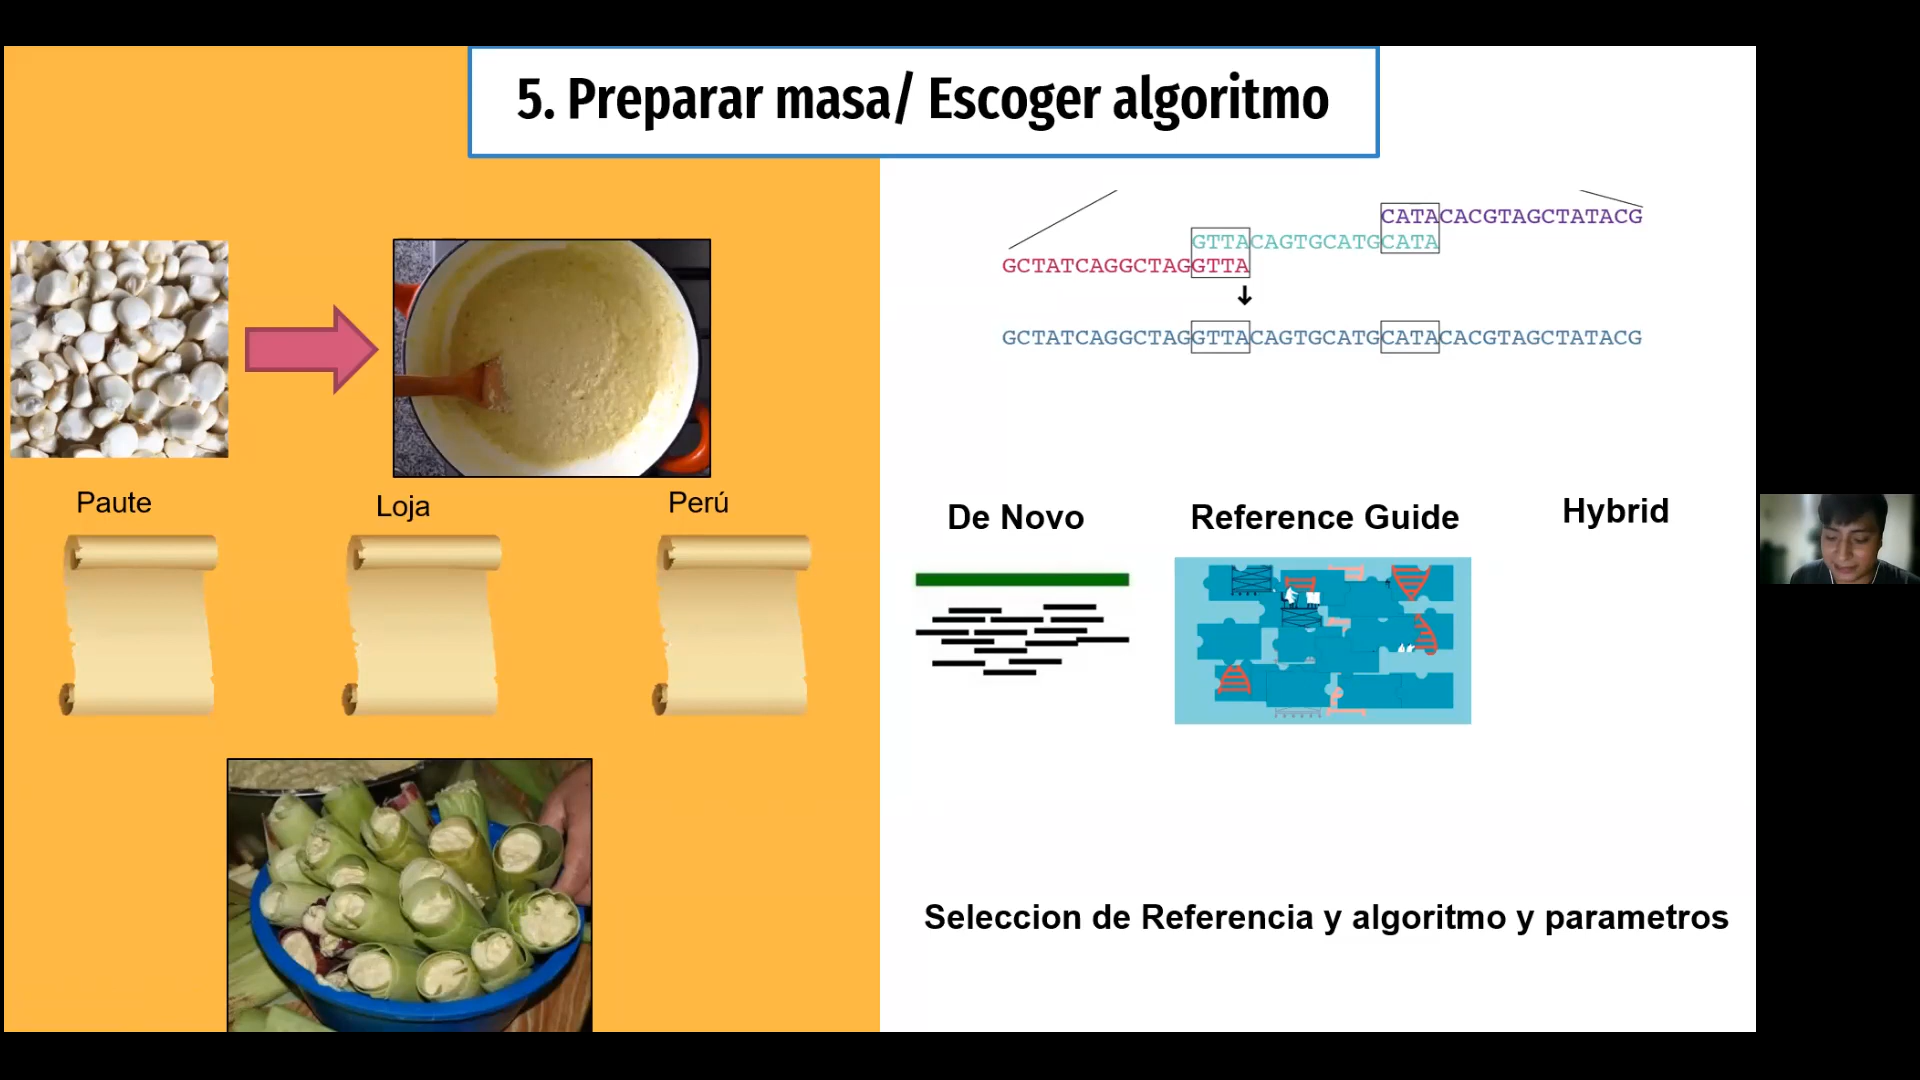 5. Preparar masa/ Escoger algoritmo
Paute
Loja
Perú
CATACACGTAGCTATACG
GTTACAGTGCATGCATA
GCTATCAGGCTAGGTTA
GCTATCAGGCTAGGTTACAGTGCATGCATACACGTAGCTATACG
De Novo
Reference Guide
Hybrid
Seleccion de Referencia y algoritmo y parametros